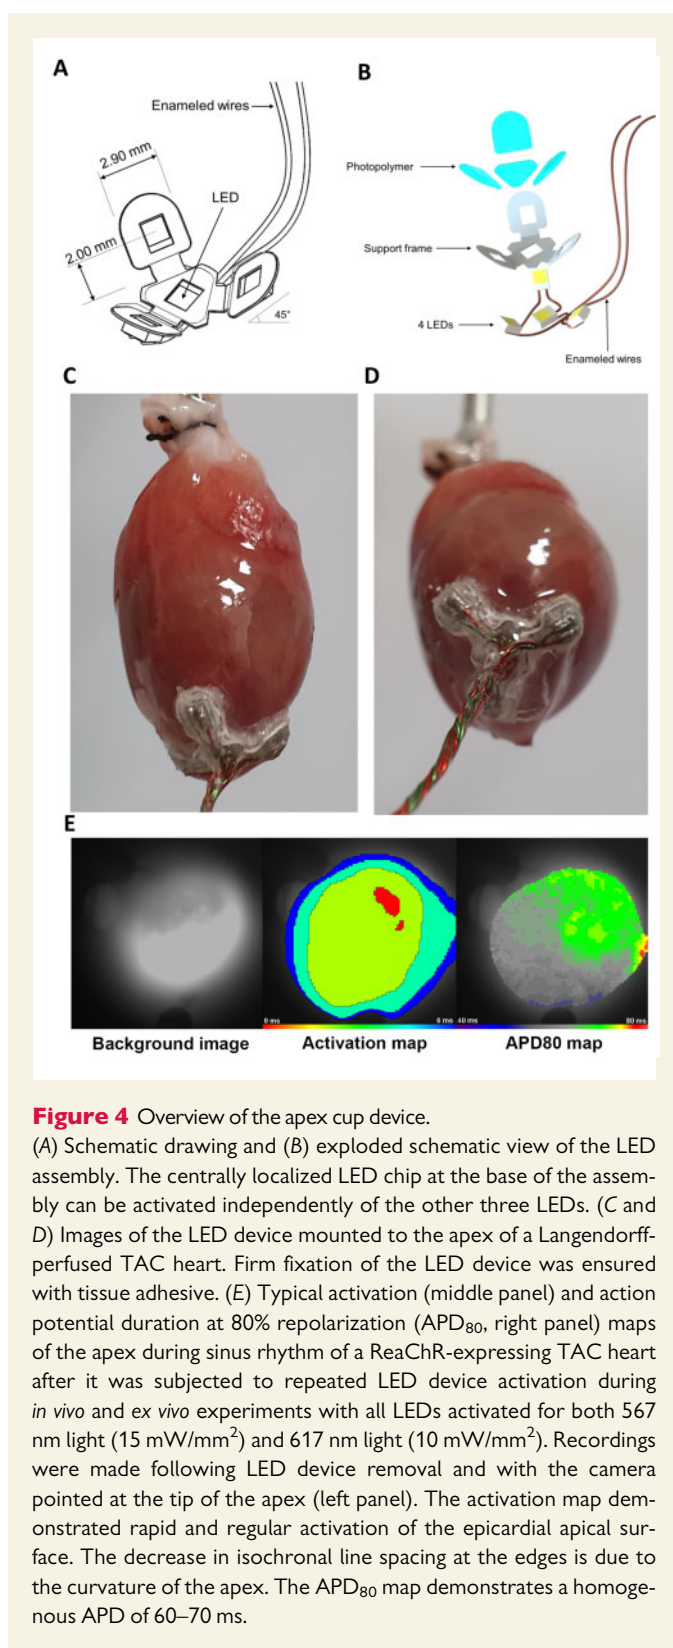 A
B
Enameled wires
2.90 mm
LED
2.00 mm
45°
Photopolymer
Support frame
4 LEDs
Enameled wires
C
D
E
0 ms
6 ms
40 ms
80 ms
Background image
Activation map
APD80 map
Figure 4 Overview of the apex cup device.
(A) Schematic drawing and (B) exploded schematic view of the LED
assembly. The centrally localized LED chip at the base of the assem-
bly can be activated independently of the other three LEDs. (C and
D) Images of the LED device mounted to the apex of a Langendorff-
perfused TAC heart. Firm fixation of the LED device was ensured
with tissue adhesive. (E) Typical activation (middle panel) and action
potential duration at 80% repolarization (APD80, right panel) maps
of the apex during sinus rhythm of a ReaChR-expressing TAC heart
after it was subjected to repeated LED device activation during
in vivo and ex vivo experiments with all LEDs activated for both 567
nm light (15 mW/mm²) and 617 nm light (10 mW/mm²). Recordings
were made following LED device removal and with the camera
pointed at the tip of the apex (left panel). The activation map dem-
onstrated rapid and regular activation of the epicardial apical sur-
face. The decrease in isochronal line spacing at the edges is due to
the curvature of the apex. The APD80 map demonstrates a homoge-
nous APD of 60–70 ms.